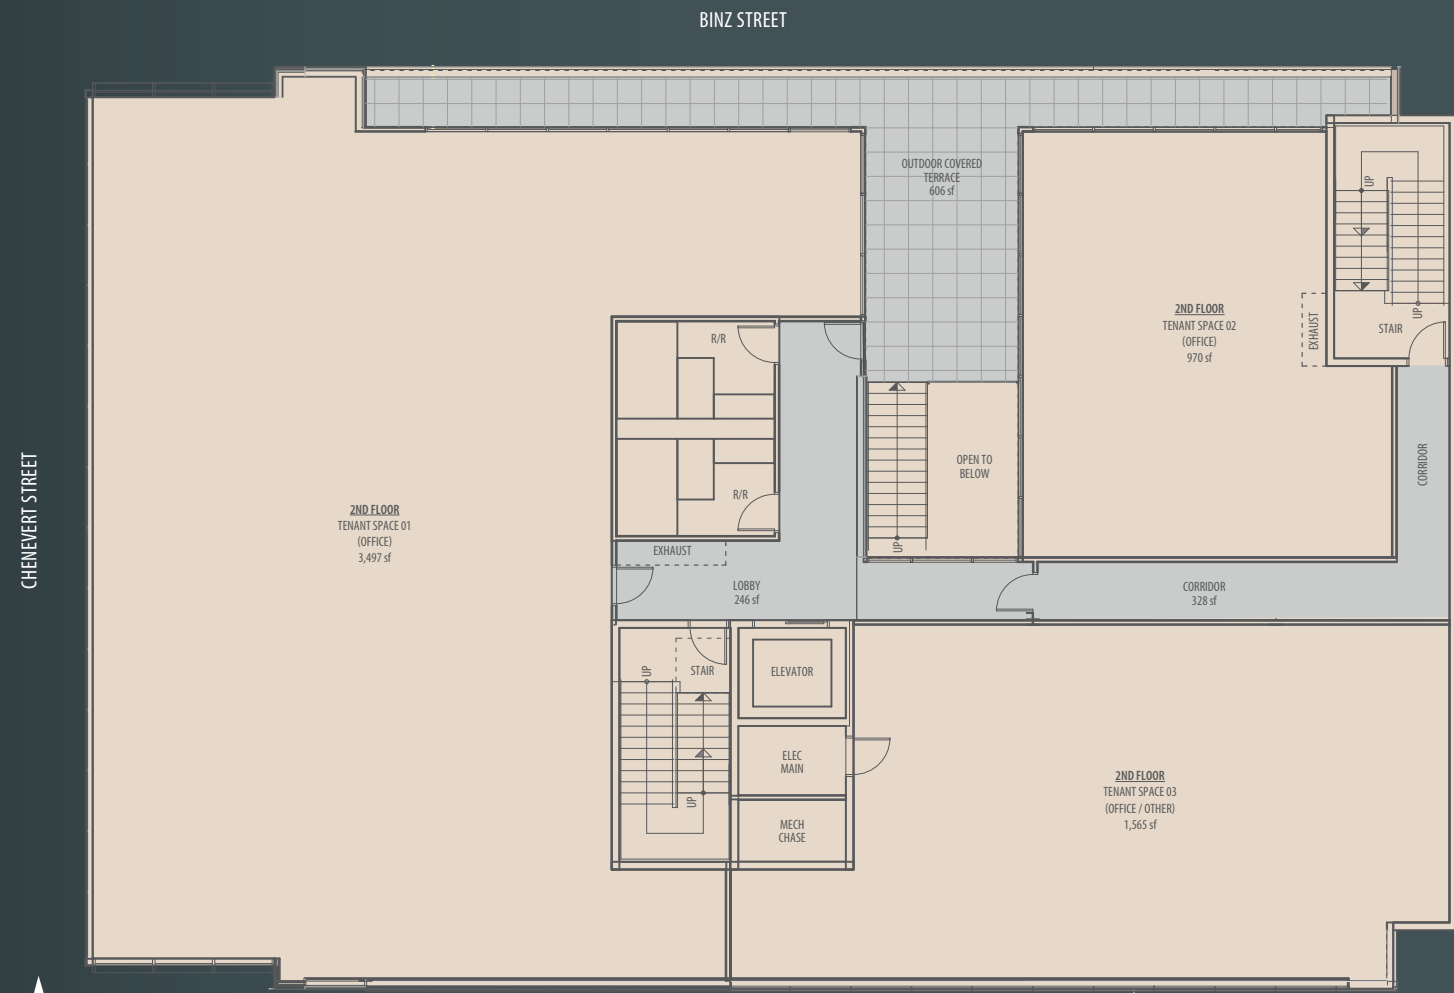 BINZ STREET
OUTDOOR COVERED
TERRACE
606 sf
UP
UP
2ND FLOOR
TENANT SPACE 02
(OFFICE)
970 sf
EXHAUST
STAIR
R/R
R/R
OPEN TO
BELOW
UP
CORRIDOR
CHENEVERT STREET
2ND FLOOR
TENANT SPACE 01
(OFFICE)
3,497 sf
EXHAUST
LOBBY
246 sf
CORRIDOR
328 sf
UP
STAIR
ELEVATOR
ELEC
MAIN
UP
MECH
CHASE
2ND FLOOR
TENANT SPACE 03
(OFFICE / OTHER)
1,565 sf